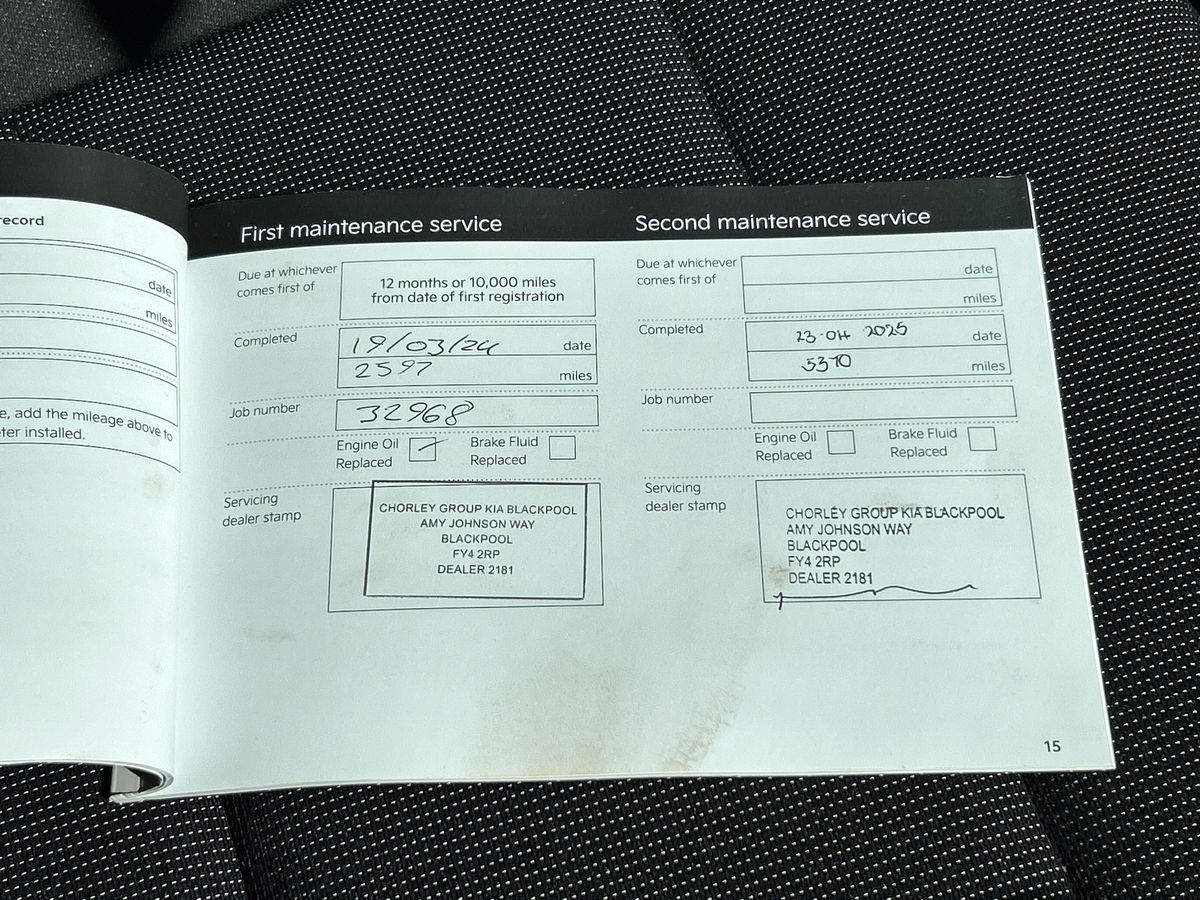 record
date
miles
e, add the mileage above to
ter installed.
First maintenance service
Due at whichever
comes first of
12 months or 10,000 miles
from date of first registration
Completed
19/03/24
date
2597
miles
Job number
32968
Engine Oil
Replaced
Brake Fluid
Replaced
Servicing
dealer stamp
CHORLEY GROUP KIA BLACKPOOL
AMY JOHNSON WAY
BLACKPOOL
FY4 2RP
DEALER 2181
Second maintenance service
Due at whichever
comes first of
date
miles
Completed
23-04 2025
date
5370
miles
Job number
Engine Oil
Replaced
Brake Fluid
Replaced
Servicing
dealer stamp
CHORLEY GROUP KIA BLACKPOOL
AMY JOHNSON WAY
BLACKPOOL
FY4 2RP
DEALER 2181
15